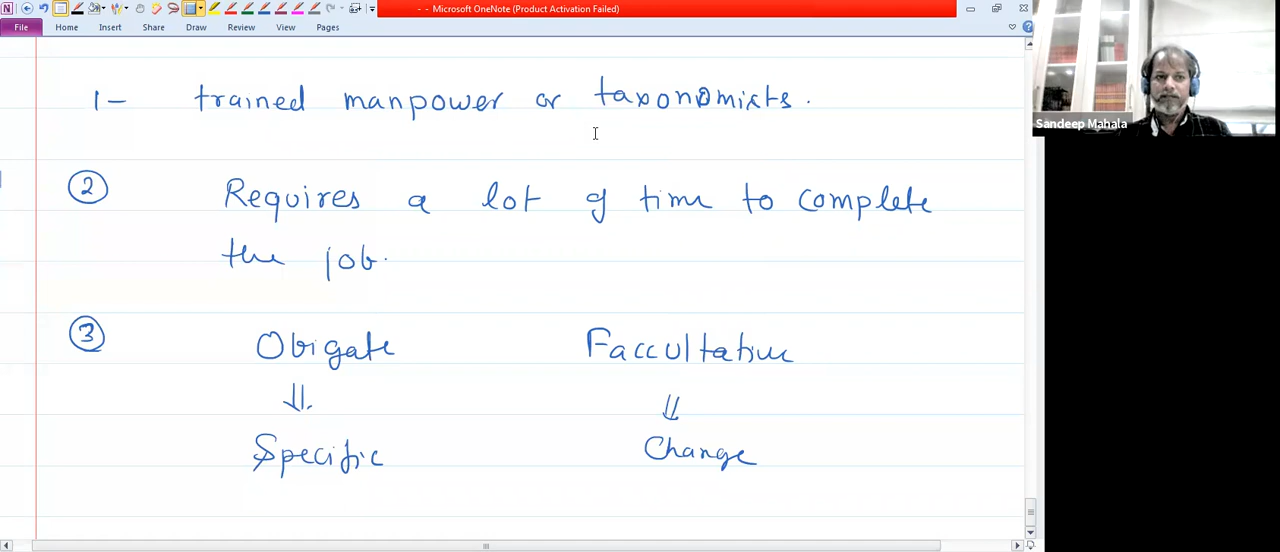 - - Microsoft OneNote (Product Activation Failed)
File Home Insert Share Draw Review View Pages
1- trained manpower or taxonomists.
Sandeep Mahala
② Requires a lot of time to complete
the job.
③ Obigate Faccultative
⇓ ⇓
Specific Change